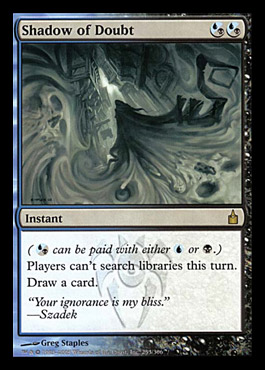 Shadow of Doubt
Instant
( can be paid with either or .)
Players can't search libraries this turn.
Draw a card.
"Your ignorance is my bliss."
—Szadek
Greg Staples